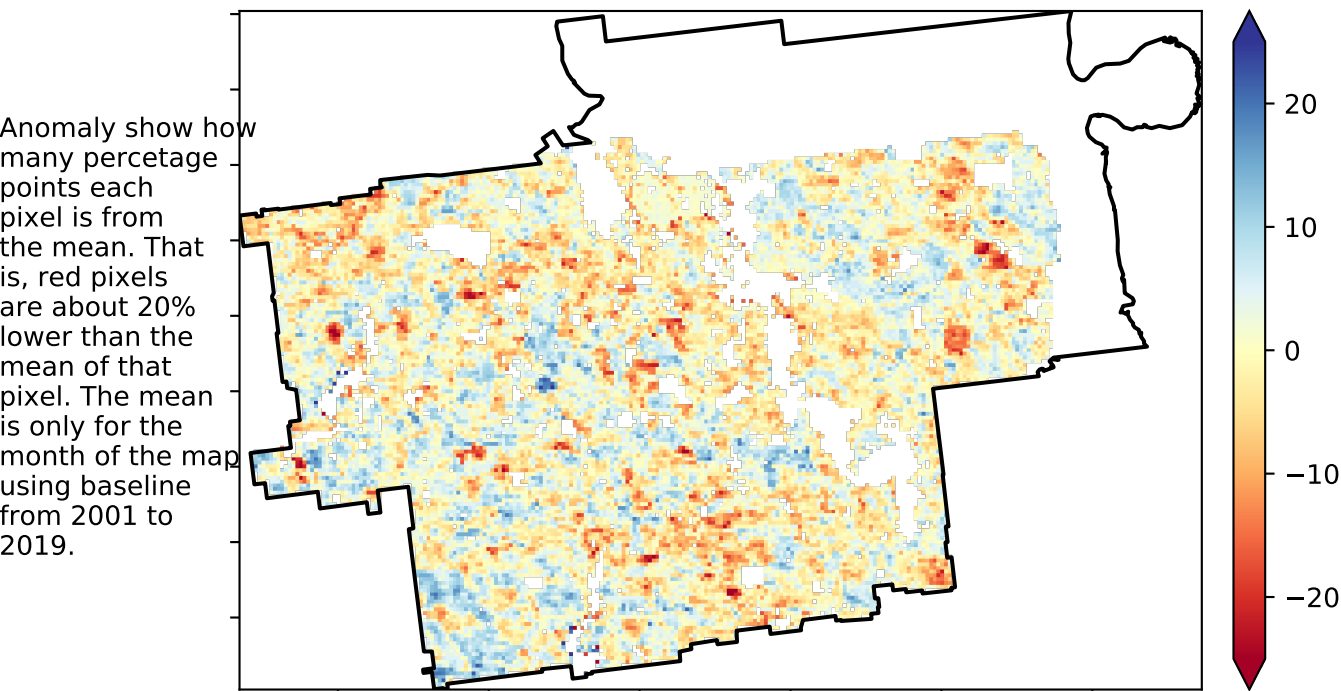 Anomaly show how
many percetage
points each
pixel is from
the mean. That
is, red pixels
are about 20%
lower than the
mean of that
pixel. The mean
is only for the
month of the map
using baseline
from 2001 to
2019.
20
10
0
−10
−20